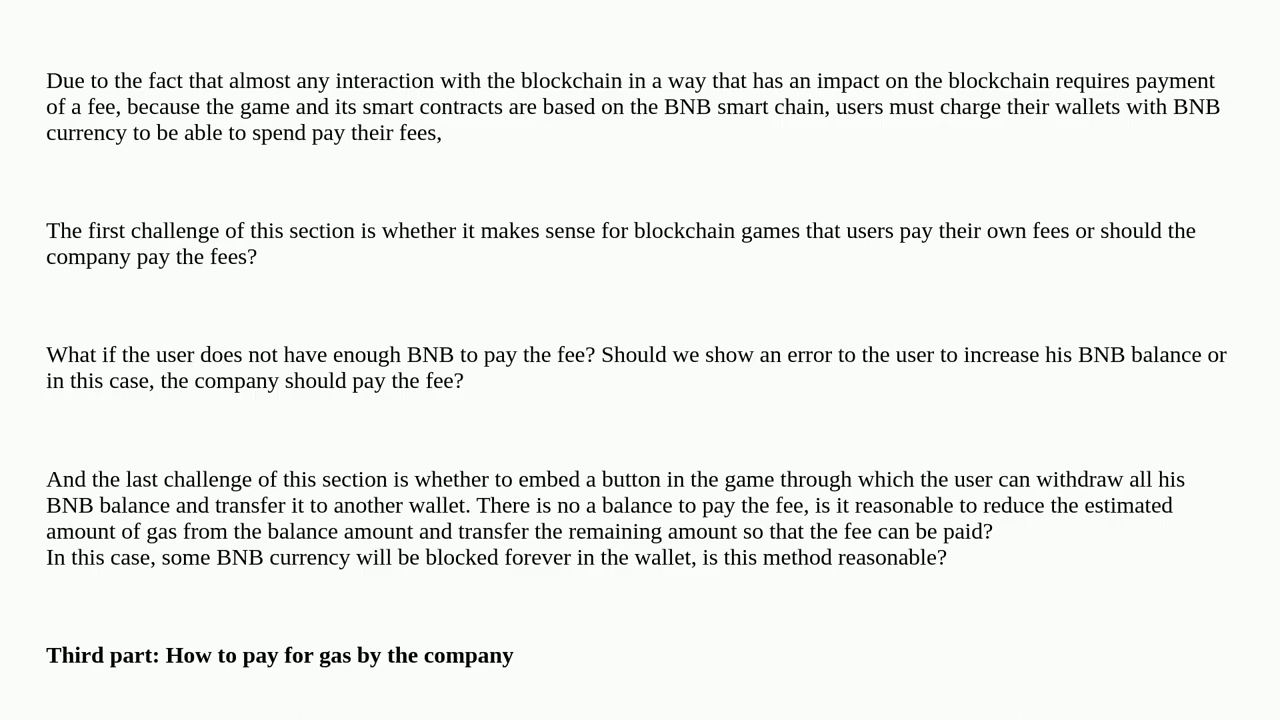 Due to the fact that almost any interaction with the blockchain in a way that has an impact on the blockchain requires payment
of a fee, because the game and its smart contracts are based on the BNB smart chain, users must charge their wallets with BNB
currency to be able to spend pay their fees,
The first challenge of this section is whether it makes sense for blockchain games that users pay their own fees or should the
company pay the fees?
What if the user does not have enough BNB to pay the fee? Should we show an error to the user to increase his BNB balance or
in this case, the company should pay the fee?
And the last challenge of this section is whether to embed a button in the game through which the user can withdraw all his
BNB balance and transfer it to another wallet. There is no a balance to pay the fee, is it reasonable to reduce the estimated
amount of gas from the balance amount and transfer the remaining amount so that the fee can be paid?
In this case, some BNB currency will be blocked forever in the wallet, is this method reasonable?
Third part: How to pay for gas by the company